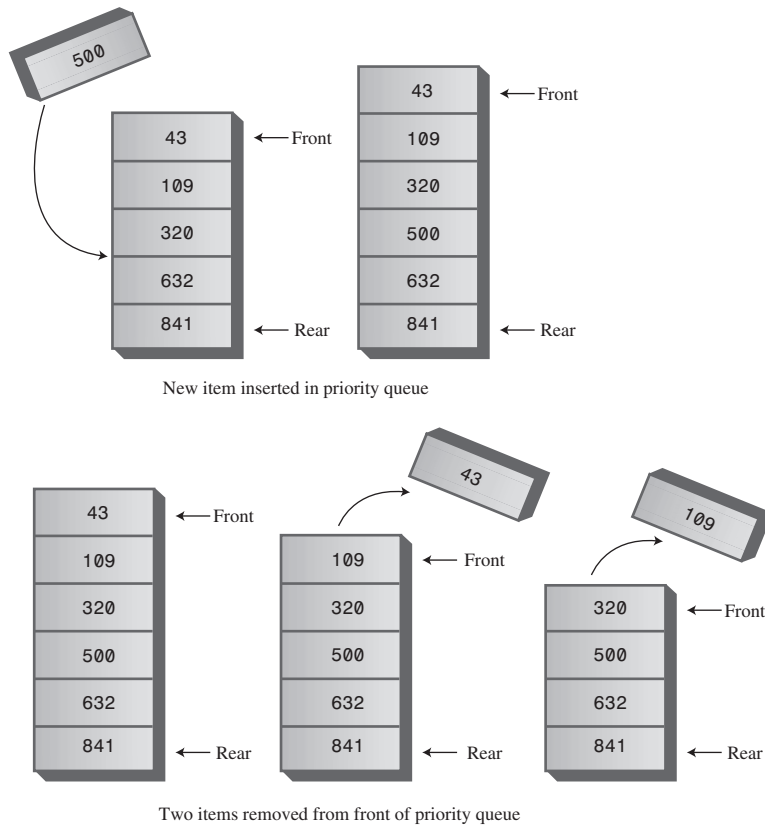 500
43
Front
109
320
632
841
Rear
43
Front
109
320
500
632
841
Rear
New item inserted in priority queue
43
Front
109
320
500
632
841
Rear
43
109
Front
320
500
632
841
Rear
109
320
Front
500
632
841
Rear
Two items removed from front of priority queue